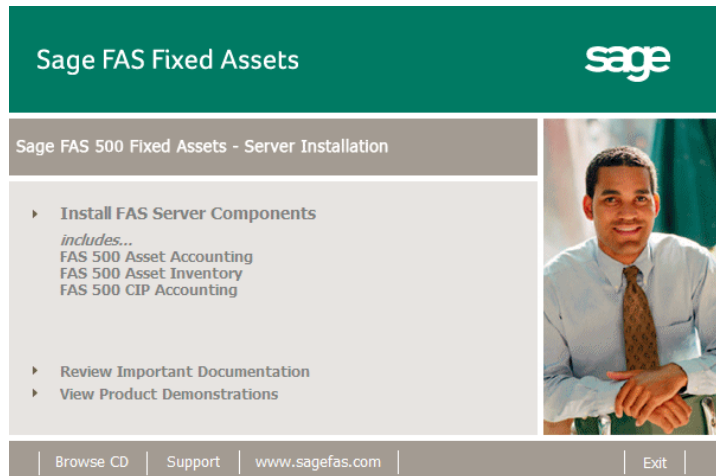 Sage FAS Fixed Assets
sage
Sage FAS 500 Fixed Assets - Server Installation
Install FAS Server Components
includes...
FAS 500 Asset Accounting
FAS 500 Asset Inventory
FAS 500 CIP Accounting
Review Important Documentation
View Product Demonstrations
Browse CD
Support
www.sagefas.com
Exit